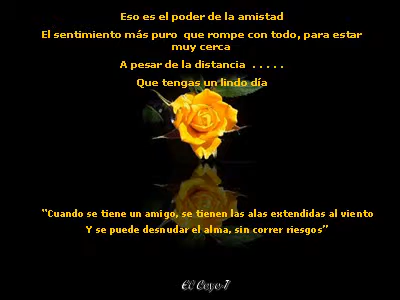 Eso es el poder de la amistad
El sentimiento más puro que rompe con todo, para estar
muy cerca
A pesar de la distancia . . . . .
Que tengas un lindo día
“Cuando se tiene un amigo, se tienen las alas extendidas al viento
Y se puede desnudar el alma, sin correr riesgos”